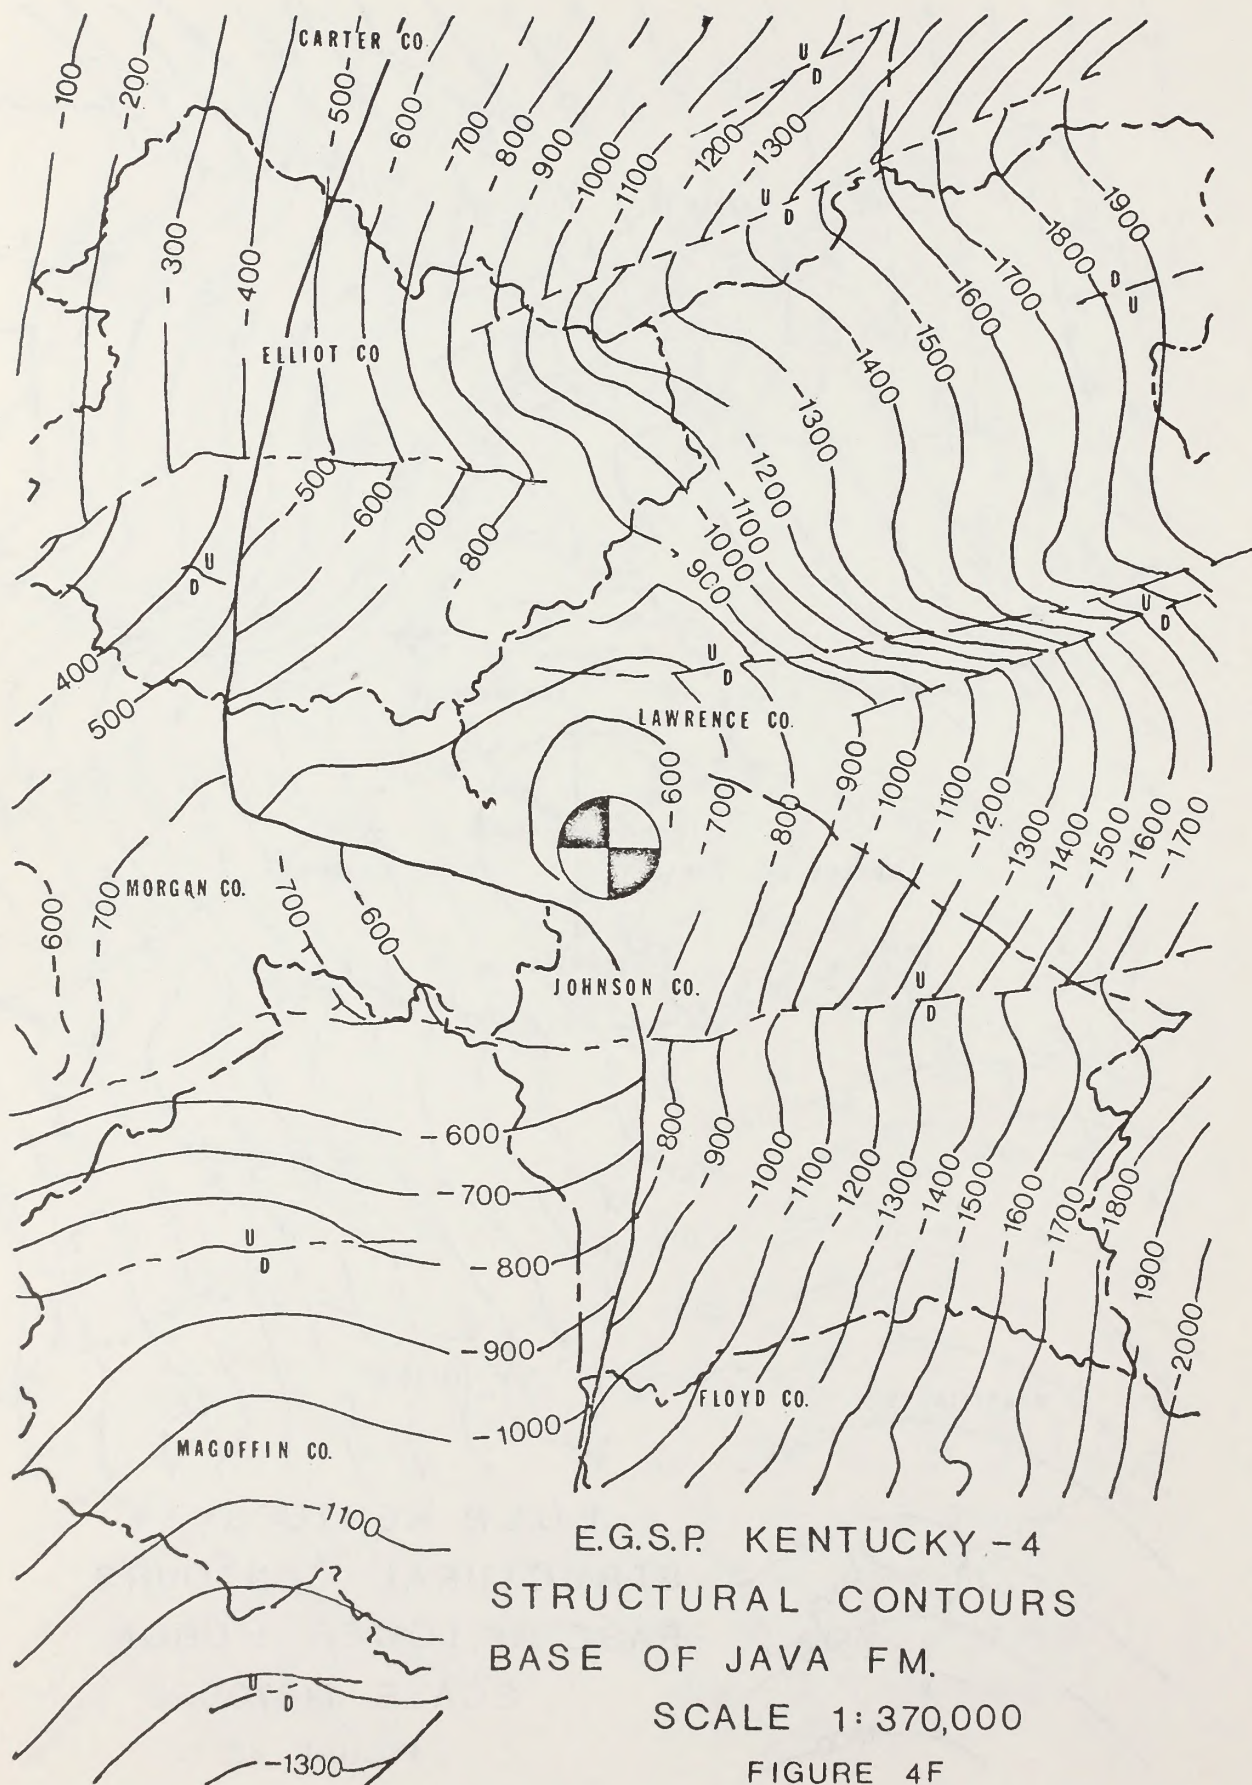 CARTER CO.
-100
-200
-500
-600
-700
-800
-900
-1000
-1100
-1200
-1300
U
D
-300
-400
U
D
-1900
-1800
-1700
-1600
-1500
-1400
-1300
D
U
ELLIOT CO
-500
-600
-700
-800
-1200
-1100
-1000
-900
U
D
U
D
-400
500
U
D
LAWRENCE CO.
-600
-700
-800
-900
-1000
-1100
-1200
-1300
-1400
-1500
-1600
-1700
MORGAN CO.
-600
-700
-700
-600
JOHNSON CO.
U
D
-600
-700
-800
-900
-1000
-1100
-1200
-1300
-1400
-1500
-1600
-1700
-1800
1900
-2000
U
D
-800
-900
-1000
FLOYD CO.
MAGOFFIN CO.
-1100
U
D
-1300
E.G.S.P. KENTUCKY-4
STRUCTURAL CONTOURS
BASE OF JAVA FM.
SCALE 1:370,000
FIGURE 4F